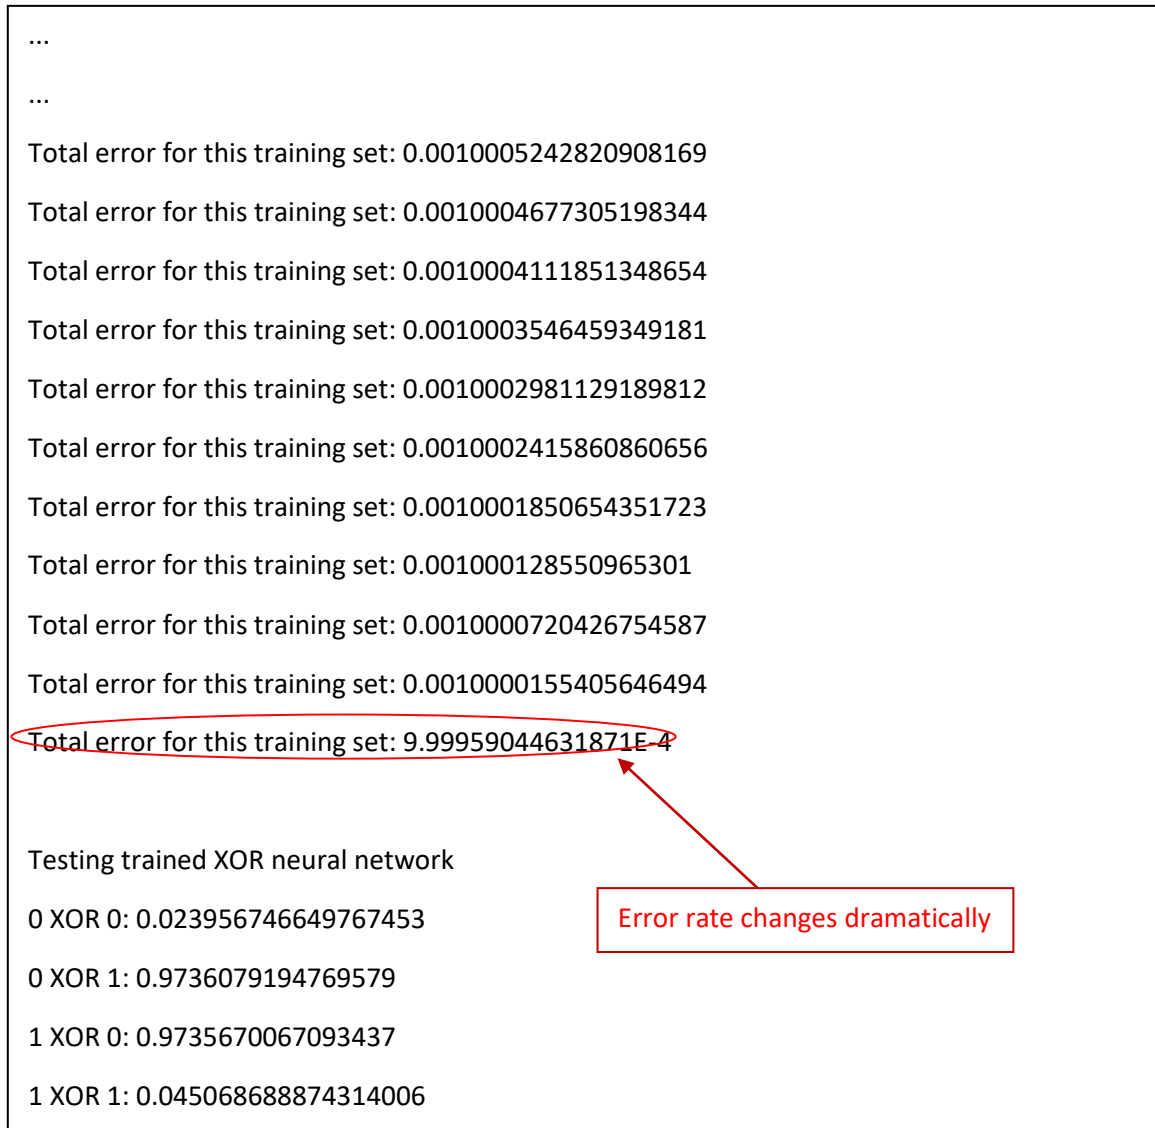 ...
...
Total error for this training set: 0.0010005242820908169
Total error for this training set: 0.0010004677305198344
Total error for this training set: 0.0010004111851348654
Total error for this training set: 0.0010003546459349181
Total error for this training set: 0.0010002981129189812
Total error for this training set: 0.0010002415860860656
Total error for this training set: 0.0010001850654351723
Total error for this training set: 0.001000128550965301
Total error for this training set: 0.0010000720426754587
Total error for this training set: 0.0010000155405646494
Total error for this training set: 9.99959044631871E-4
Testing trained XOR neural network
0 XOR 0: 0.023956746649767453
Error rate changes dramatically
0 XOR 1: 0.9736079194769579
1 XOR 0: 0.9735670067093437
1 XOR 1: 0.045068688874314006